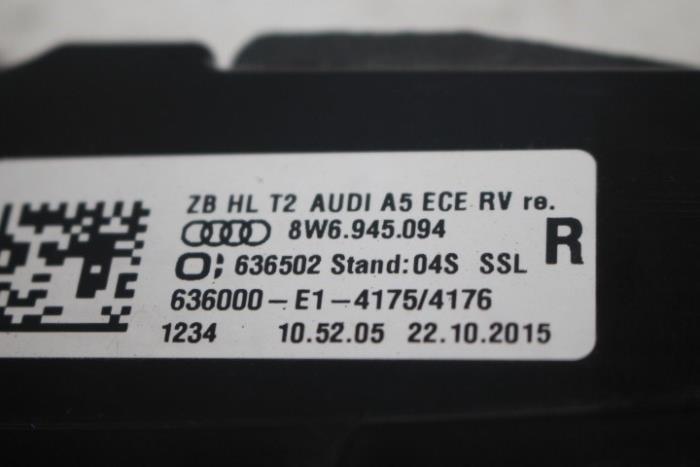 ZB HL T2 AUDI A5 ECE RV re.
8W6.945.094
R
636502 Stand:04S SSL
636000-E1-4175/4176
1234 10.52.05 22.10.2015